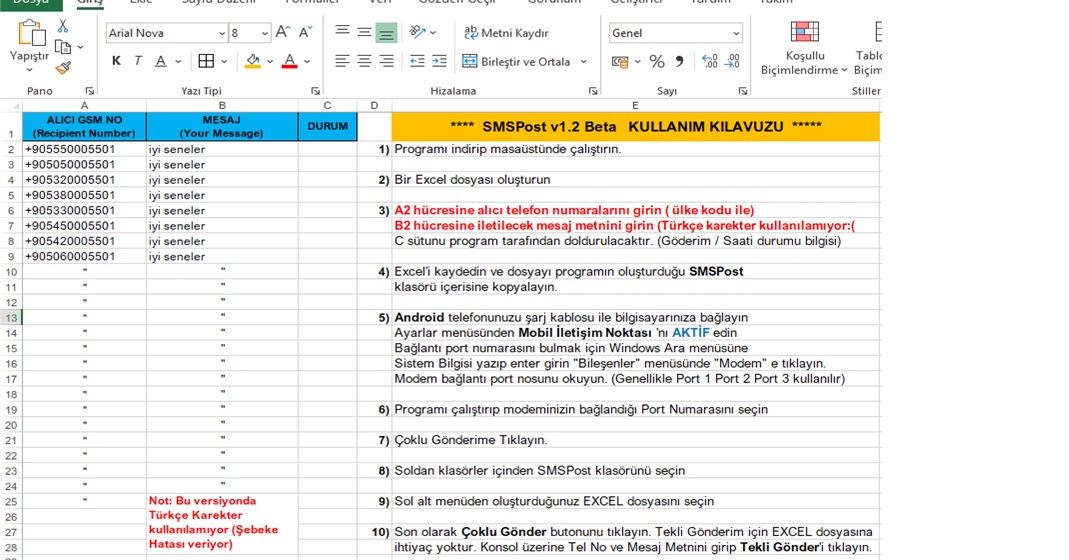 Dosya Giriş Ekle Sayfa Düzeni Formüller Veri Gözden Geçir Görünüm Geliştirici Yardım Takım
Arial Nova 8 A A Metni Kaydır Genel
Yapıştır K T A Birleştir ve Ortala % Koşullu
Biçimlendirme
Pano Yazı Tipi Hizalama Sayı Stiller
A B C D E
1 ALICI GSM NO MESAJ DURUM **** SMSPost v1.2 Beta KULLANIM KILAVUZU *****
(Recipient Number) (Your Message)
2 +905550005501 iyi seneler 1) Programı indirip masaüstünde çalıştırın.
3 +905050005501 iyi seneler
4 +905320005501 iyi seneler 2) Bir Excel dosyası oluşturun
5 +905380005501 iyi seneler
6 +905330005501 iyi seneler 3) A2 hücresine alıcı telefon numaralarını girin ( ülke kodu ile)
7 +905450005501 iyi seneler B2 hücresine iletilecek mesaj metnini girin (Türkçe karekter kullanılamıyor:(
8 +905420005501 iyi seneler C sütunu program tarafından doldurulacaktır. (Göderim / Saati durumu bilgisi)
9 +905060005501 iyi seneler
10 " " 4) Excel'i kaydedin ve dosyayı programın oluşturduğu SMSPost
11 " " klasörü içerisine kopyalayın.
12 " "
13 " " 5) Android telefonunuzu şarj kablosu ile bilgisayarınıza bağlayın
14 " " Ayarlar menüsünden Mobil İletişim Noktası 'nı AKTİF edin
15 " " Bağlantı port numarasını bulmak için Windows Ara menüsüne
16 " " Sistem Bilgisi yazıp enter girin "Bileşenler" menüsünde "Modem" e tıklayın.
17 " " Modem bağlantı port nosunu okuyun. (Genellikle Port 1 Port 2 Port 3 kullanılır)
18 " "
19 " " 6) Programı çalıştırıp modeminizin bağlandığı Port Numarasını seçin
20 " "
21 " " 7) Çoklu Gönderime Tıklayın.
22 " "
23 " " 8) Soldan klasörler içinden SMSPost klasörünü seçin
24 " "
25 " Not: Bu versiyonda 9) Sol alt menüden oluşturduğunuz EXCEL dosyasını seçin
26 Türkçe Karekter
27 kullanılamıyor (Şebeke 10) Son olarak Çoklu Gönder butonunu tıklayın. Tekli Gönderim için EXCEL dosyasına
28 Hatası veriyor) ihtiyaç yoktur. Konsol üzerine Tel No ve Mesaj Metnini girip Tekli Gönder'i tıklayın.